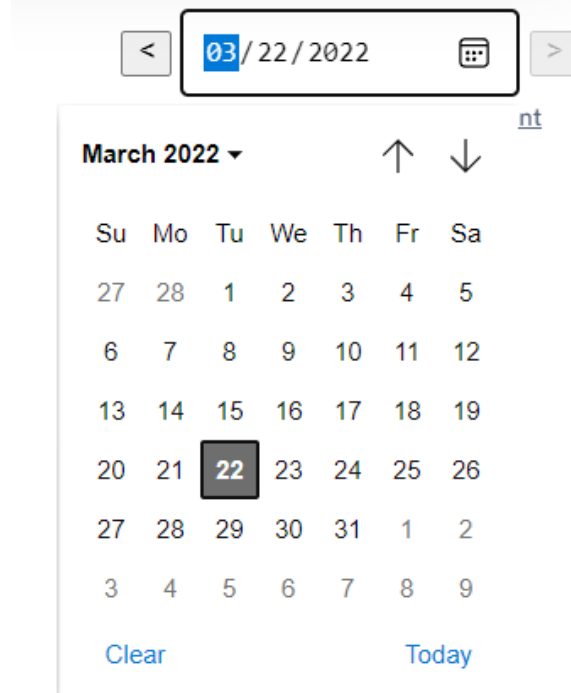 < 03/22/2022 >
nt
March 2022
Su Mo Tu We Th Fr Sa
27 28 1 2 3 4 5
6 7 8 9 10 11 12
13 14 15 16 17 18 19
20 21 22 23 24 25 26
27 28 29 30 31 1 2
3 4 5 6 7 8 9
Clear Today